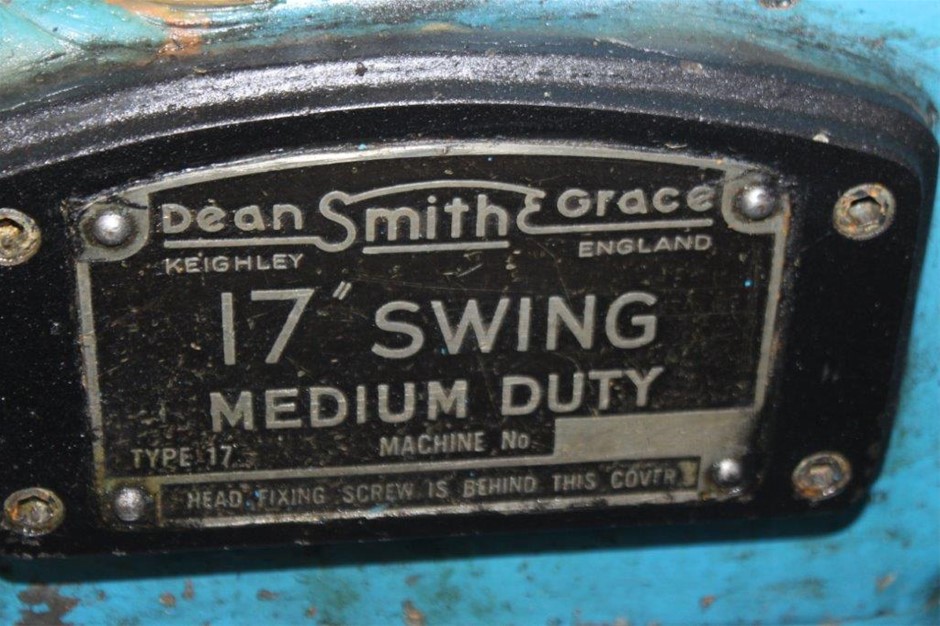 Dean Smith & Grace
KEIGHLEY ENGLAND
17" SWING
MEDIUM DUTY
TYPE 17 MACHINE No
HEAD FIXING SCREW IS BEHIND THIS COVER